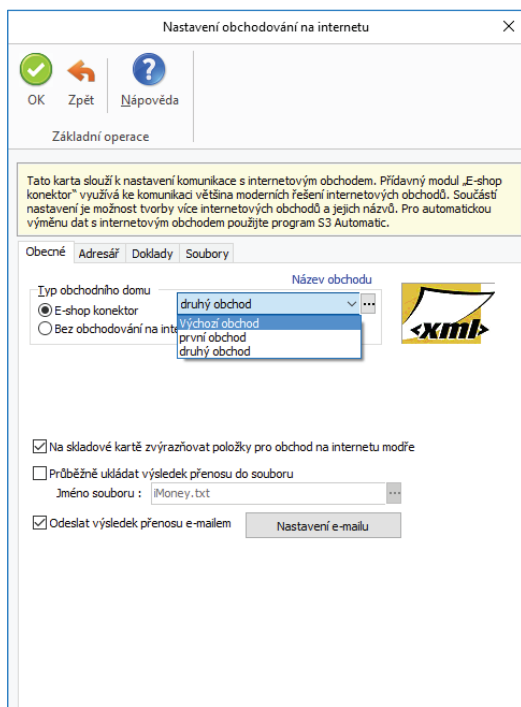 Nastavení obchodování na internetu
OK Zpět Nápověda
Základní operace
Tato karta slouží k nastavení komunikace s internetovým obchodem. Přídavný modul „E-shop
konektor“ využívá ke komunikaci většina moderních řešení internetových obchodů. Součástí
nastavení je možnost tvorby více internetových obchodů a jejich názvů. Pro automatickou
výměnu dat s internetovým obchodem použijte program S3 Automatic.
Obecné Adresář Doklady Soubory
Název obchodu
Typ obchodního domu
E-shop konektor
druhý obchod
Bez obchodování na inte
Výchozí obchod
první obchod
druhý obchod
<xml>
Na skladové kartě zvýrazňovat položky pro obchod na internetu modře
Průběžně ukládat výsledek přenosu do souboru
Jméno souboru : iMoney.txt
Odeslat výsledek přenosu e-mailem
Nastavení e-mailu